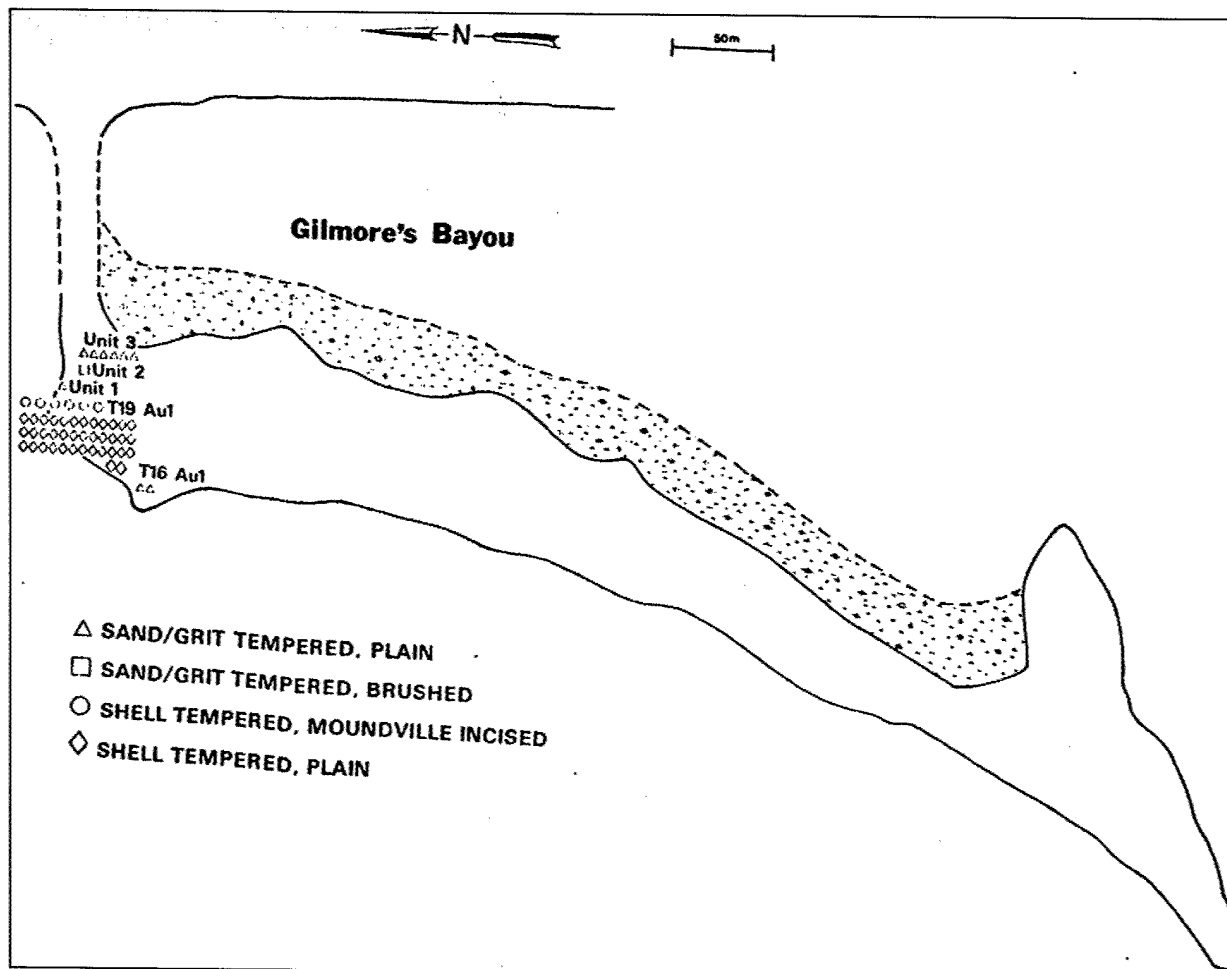 N
50m
Gilmore's Bayou
Unit 3
Unit 2
Unit 1
T19 Au1
T16 Au1
SAND/GRIT TEMPERED, PLAIN
SAND/GRIT TEMPERED, BRUSHED
SHELL TEMPERED, MOUNDVILLE INCISED
SHELL TEMPERED, PLAIN